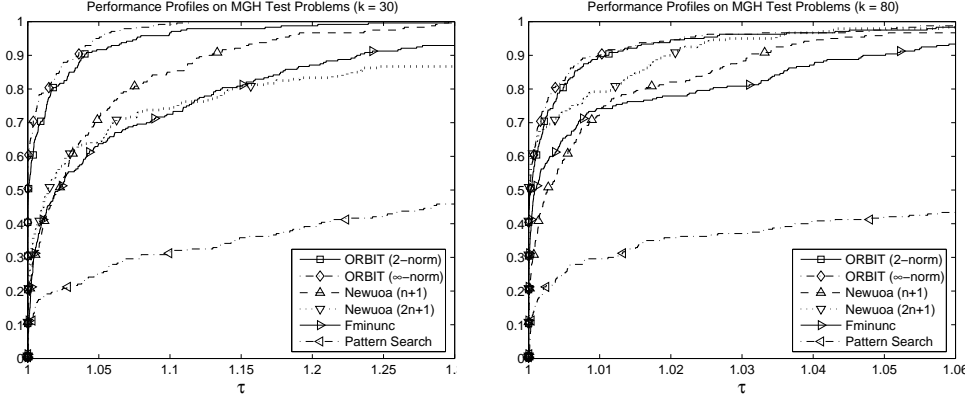 Performance Profiles on MGH Test Problems (k = 30)
1
0.9
0.8
0.7
0.6
0.5
0.4
0.3
0.2
0.1
0
1 1.05 1.1 1.15 1.2 1.25 1.
τ
ORBIT (2−norm)
ORBIT (∞−norm)
Newuoa (n+1)
Newuoa (2n+1)
Fminunc
Pattern Search
Performance Profiles on MGH Test Problems (k = 80)
1
0.9
0.8
0.7
0.6
0.5
0.4
0.3
0.2
0.1
0
1 1.01 1.02 1.03 1.04 1.05 1.06
τ
ORBIT (2−norm)
ORBIT (∞−norm)
Newuoa (n+1)
Newuoa (2n+1)
Fminunc
Pattern Search